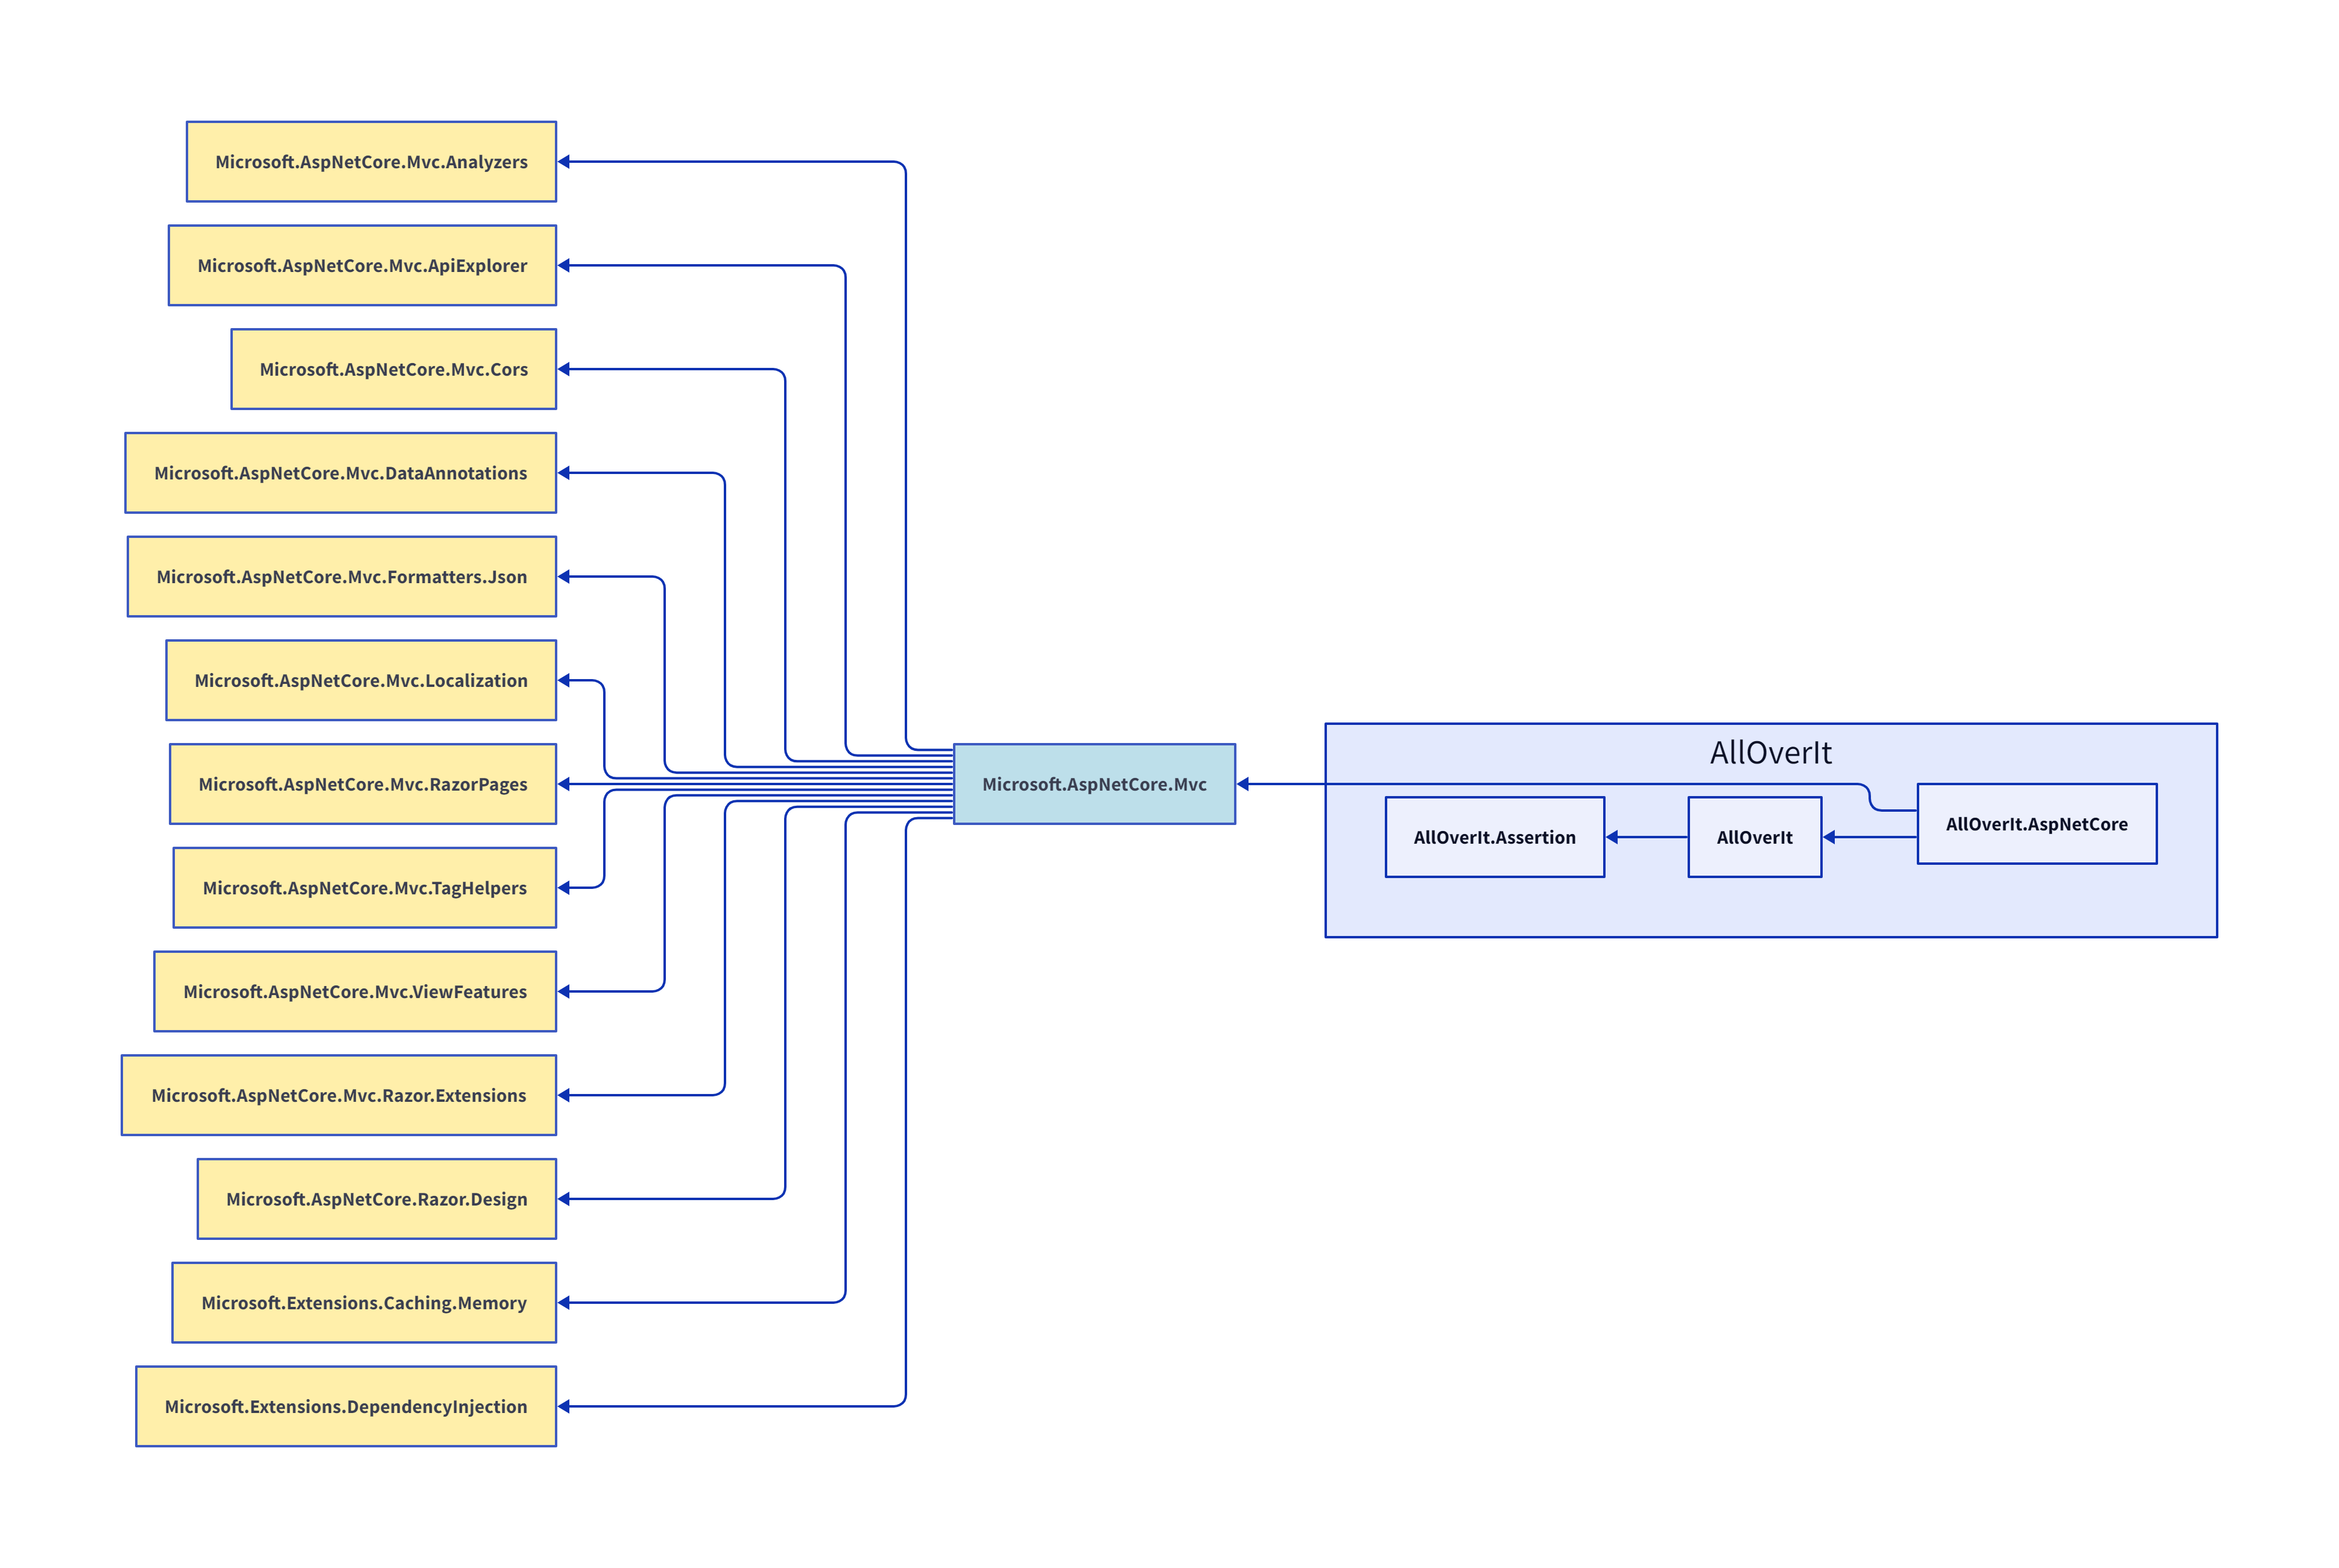 Microsoft.AspNetCore.Mvc.Analyzers
Microsoft.AspNetCore.Mvc.ApiExplorer
Microsoft.AspNetCore.Mvc.Cors
Microsoft.AspNetCore.Mvc.DataAnnotations
Microsoft.AspNetCore.Mvc.Formatters.Json
Microsoft.AspNetCore.Mvc.Localization
Microsoft.AspNetCore.Mvc.RazorPages
Microsoft.AspNetCore.Mvc.TagHelpers
Microsoft.AspNetCore.Mvc.ViewFeatures
Microsoft.AspNetCore.Mvc.Razor.Extensions
Microsoft.AspNetCore.Razor.Design
Microsoft.Extensions.Caching.Memory
Microsoft.Extensions.DependencyInjection
Microsoft.AspNetCore.Mvc
AllOverIt
AllOverIt.Assertion
AllOverIt
AllOverIt.AspNetCore